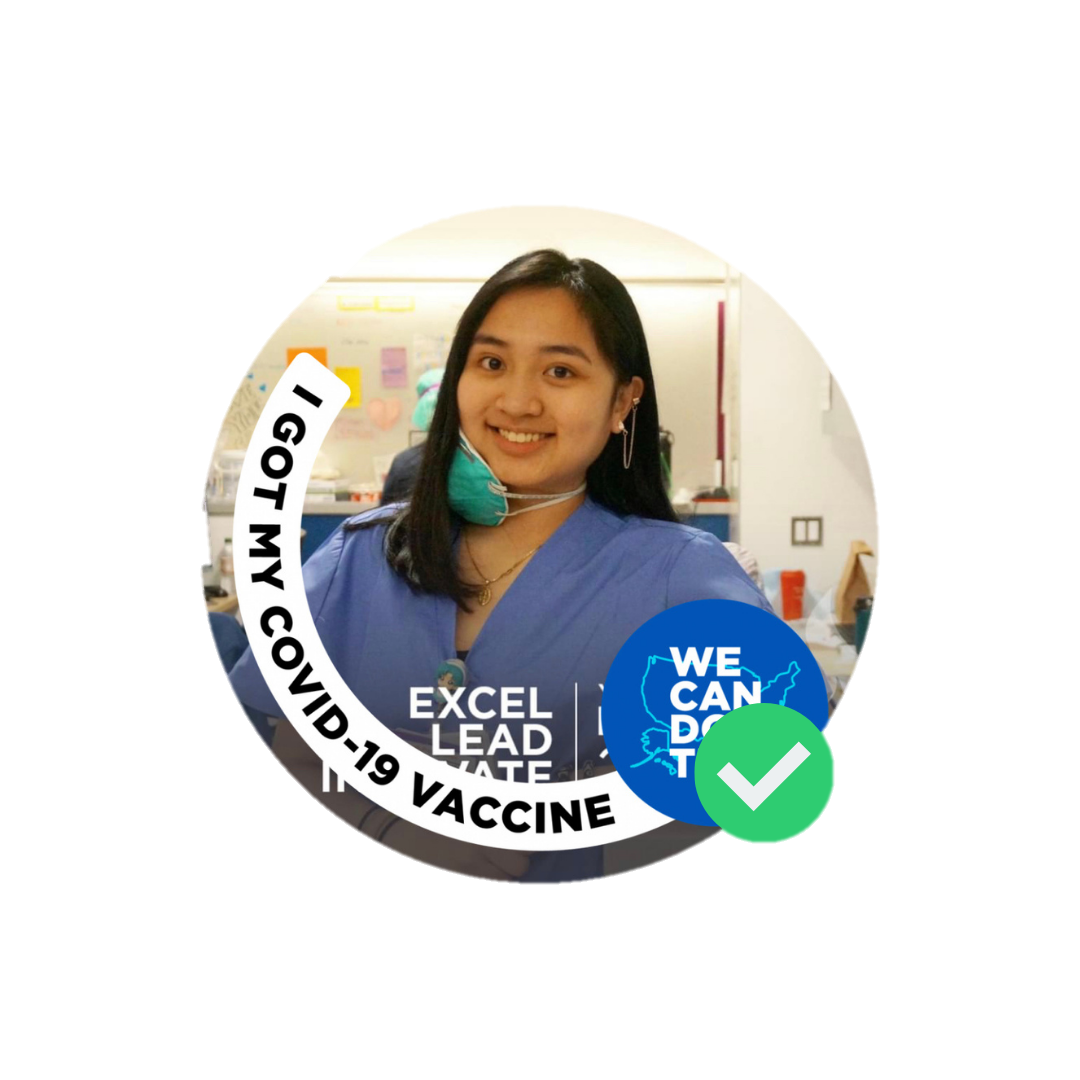 I GOT MY COVID-19 VACCINE
EXCEL
LEAD
WE
CAN